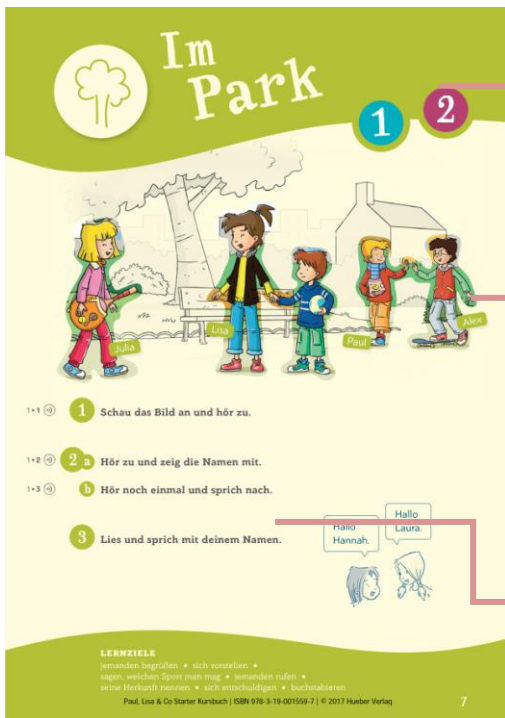 Im
Park
1 2
Julia
Lisa
Paul
Alex
1•1 1 Schau das Bild an und hör zu.
1•2 2 a Hör zu und zeig die Namen mit.
1•3 b Hör noch einmal und sprich nach.
3 Lies und sprich mit deinem Namen.
Hallo
Hannah.
Hallo
Laura.
LERNZIELE
jemanden begrüßen • sich vorstellen •
sagen, welchen Sport man mag • jemanden rufen •
seine Herkunft nennen • sich entschuldigen • buchstabieren
Paul, Lisa & Co Starter Kursbuch | ISBN 978-3-19-001559-7 | © 2017 Hueber Verlag
7